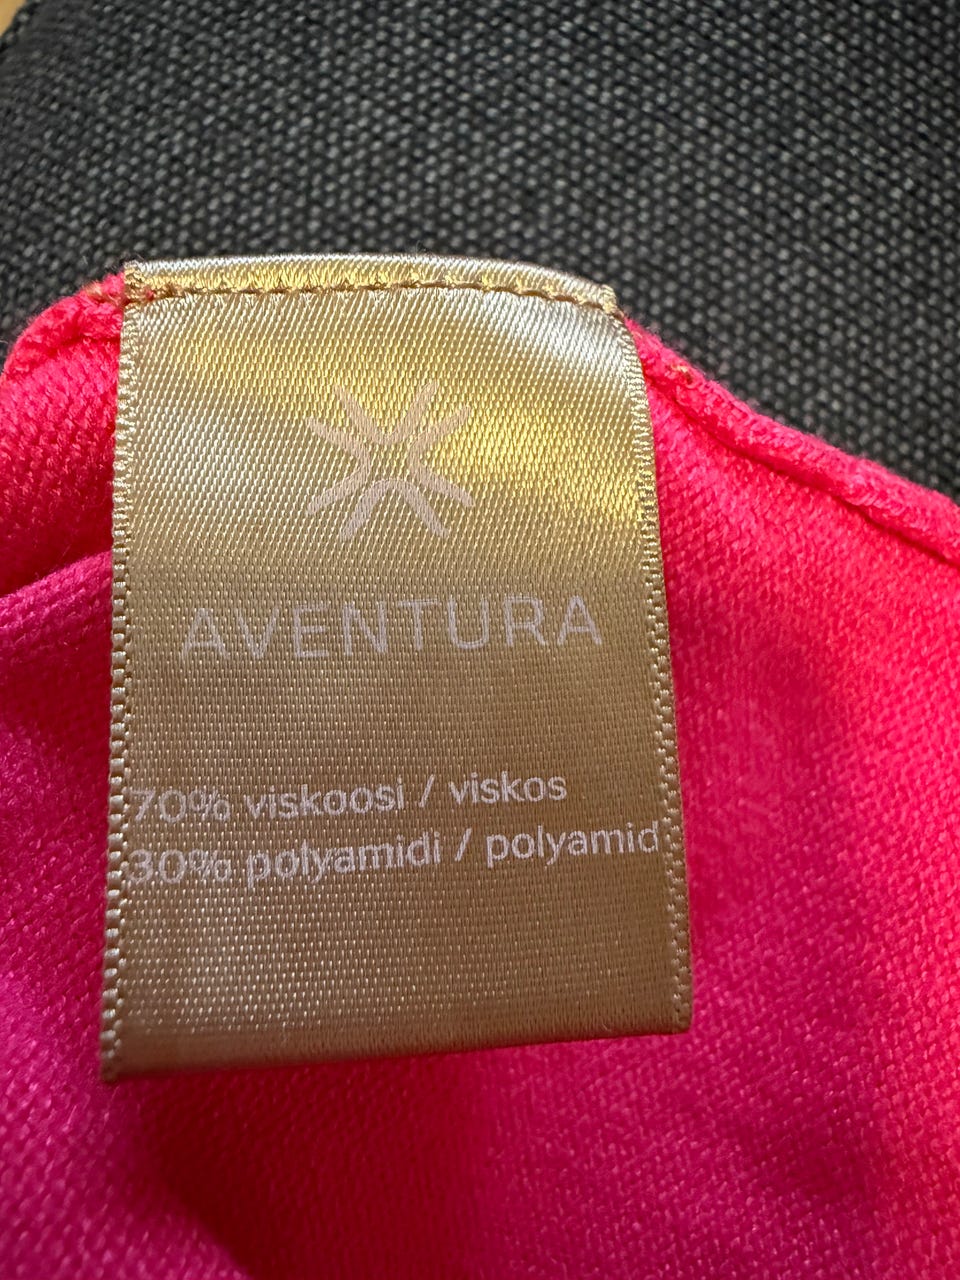 AVENTURA
70% viskoosi / viskos
30% polyamidi / polyamid